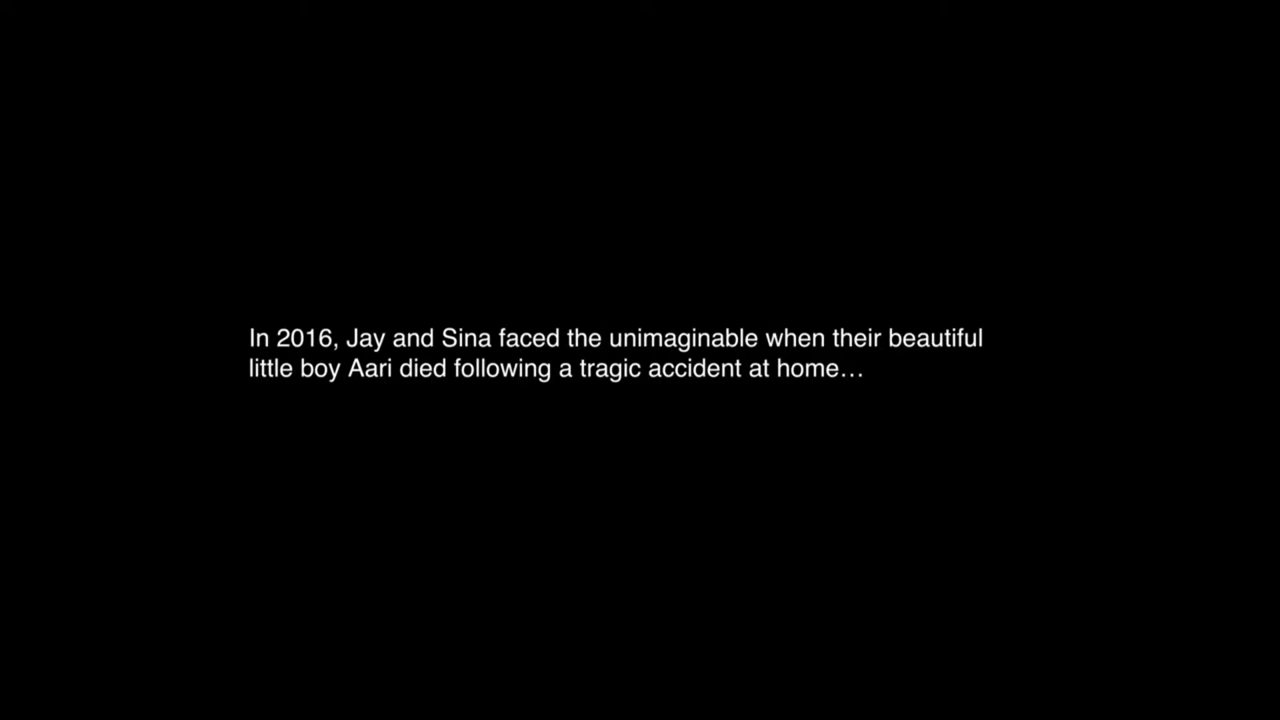 In 2016, Jay and Sina faced the unimaginable when their beautiful
little boy Aari died following a tragic accident at home…